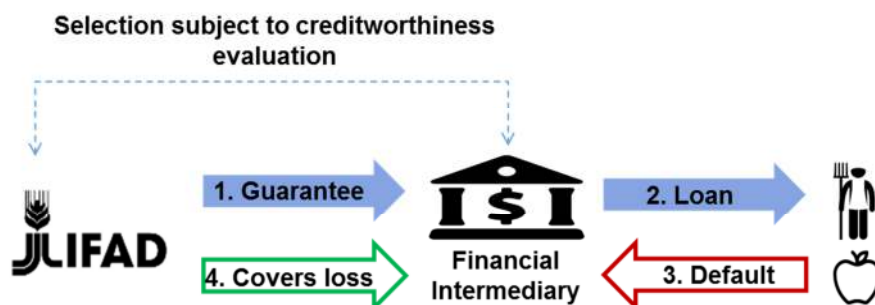 Selection subject to creditworthiness
evaluation
1. Guarantee
$
2. Loan
IFAD
4. Covers loss
Financial
Intermediary
3. Default